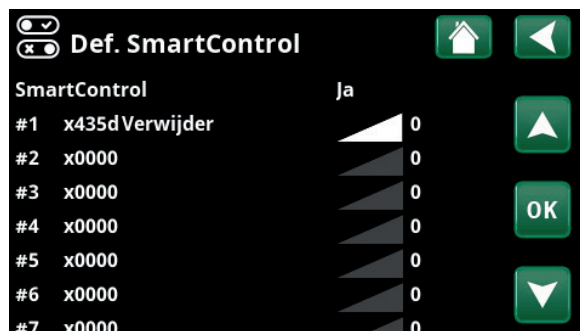 Def. SmartControl
SmartControl Ja
#1 x435d Verwijder 0
#2 x0000 0
#3 x0000 0
#4 x0000 0
OK
#5 x0000 0
#6 x0000 0
#7 x0000 0